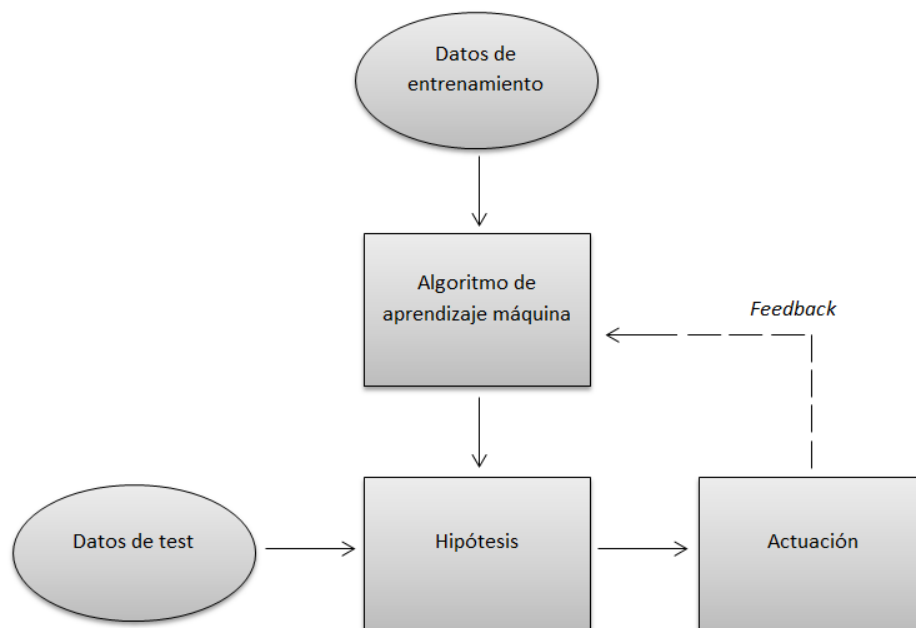 Datos de
entrenamiento
Algoritmo de
aprendizaje máquina
Feedback
Datos de test
Hipótesis
Actuación